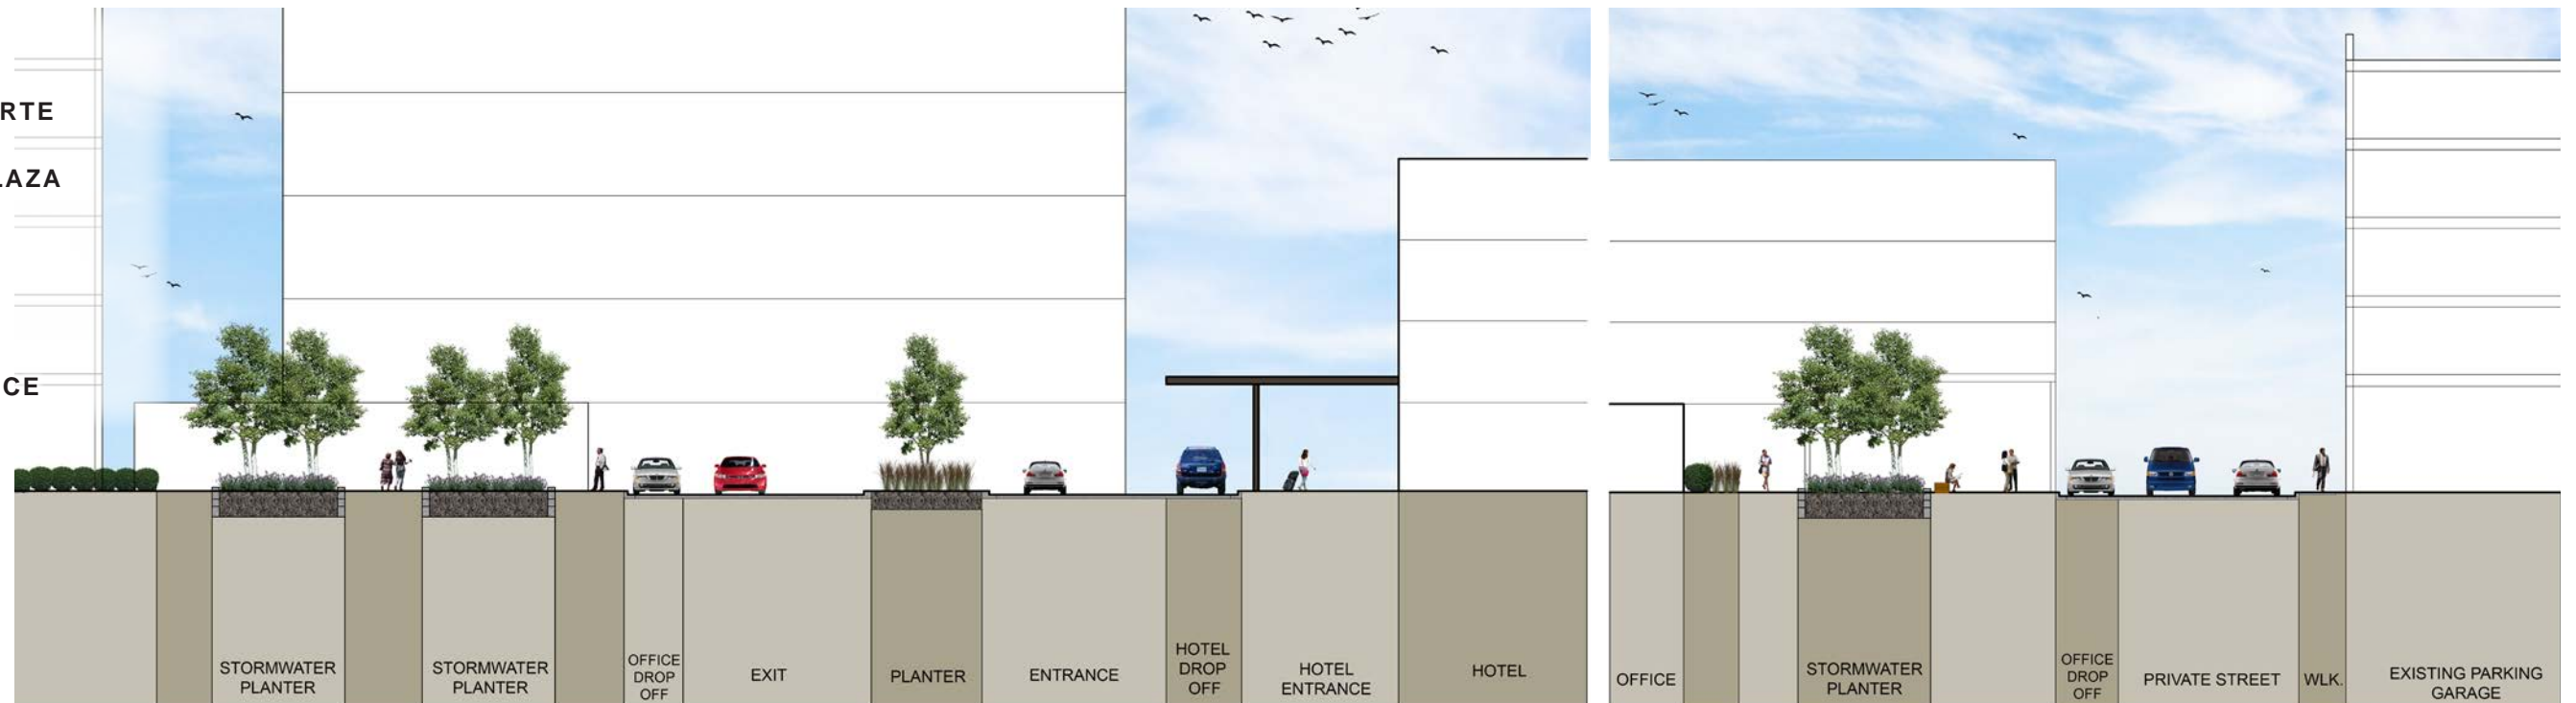 RTE
LAZA
CE
STORMWATER
PLANTER
STORMWATER
PLANTER
OFFICE
DROP
OFF
EXIT
PLANTER
ENTRANCE
HOTEL
DROP
OFF
HOTEL
ENTRANCE
HOTEL
OFFICE
STORMWATER
PLANTER
OFFICE
DROP
OFF
PRIVATE STREET
WLK.
EXISTING PARKING
GARAGE